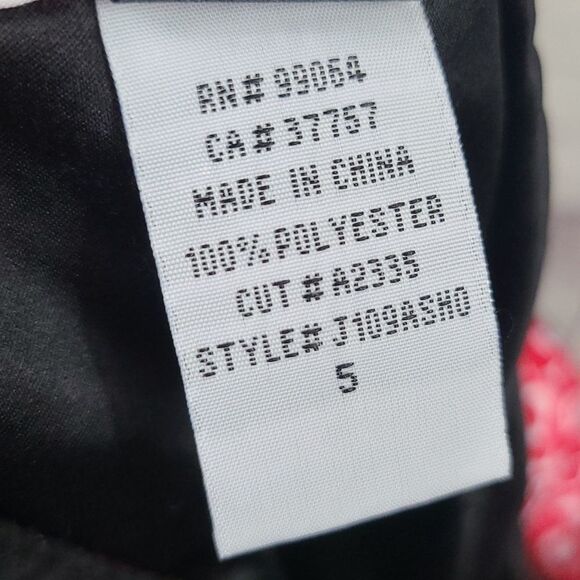 RN# 99064
CA # 37757
MADE IN CHINA
100% POLYESTER
CUT # A2335
STYLE# J109ASHO
5